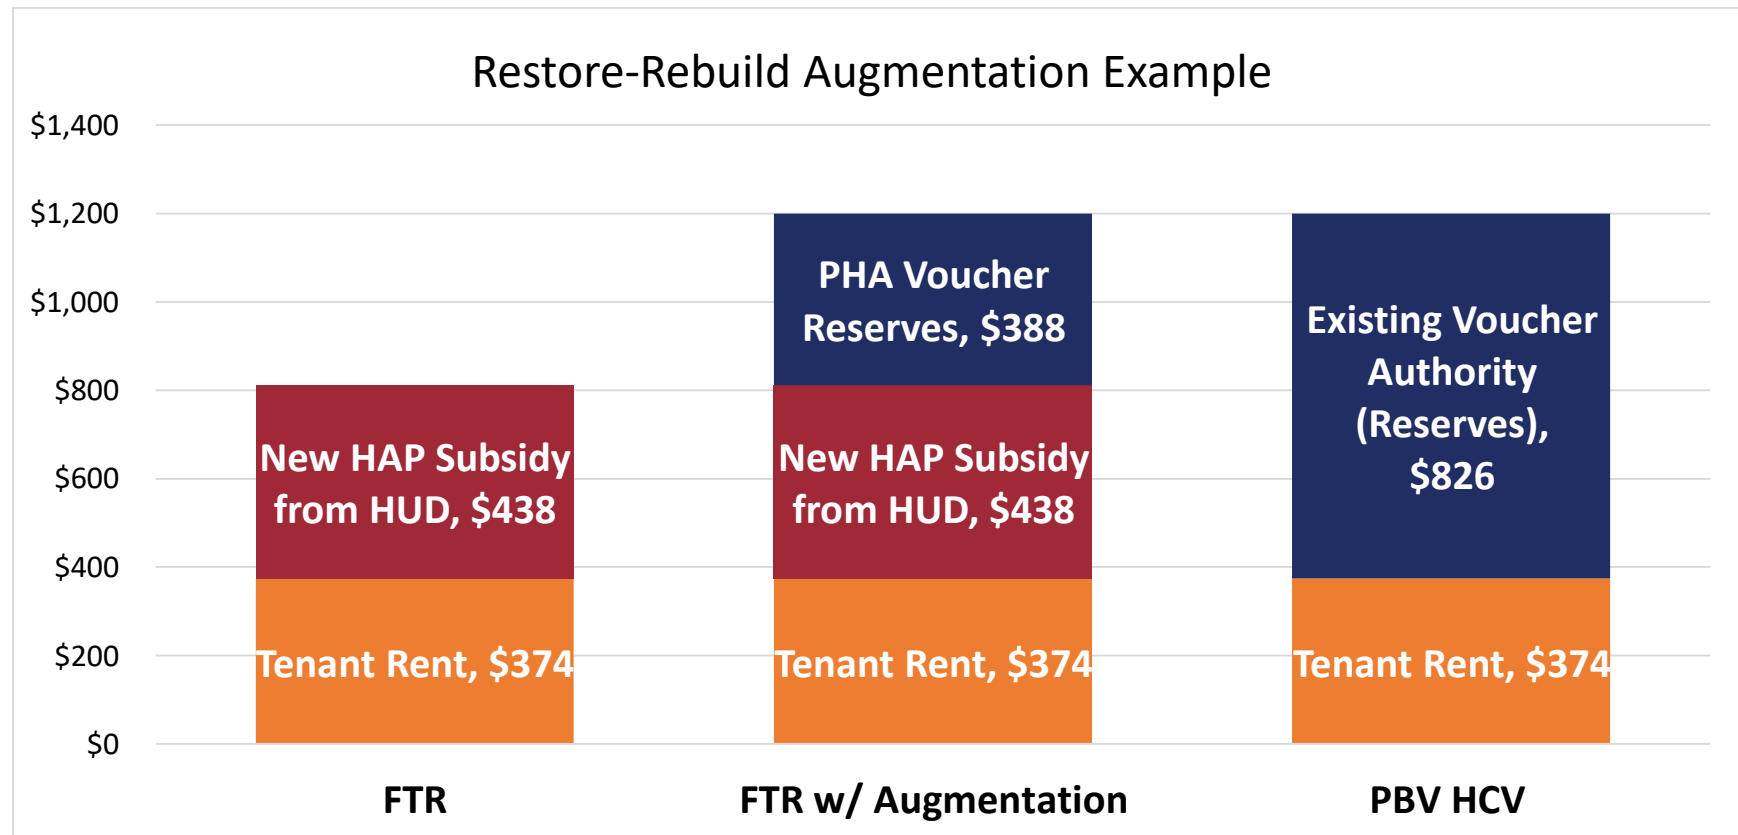 Restore-Rebuild Augmentation Example
$1,400
$1,200
$1,000
$800
$600
$400
$200
$0
New HAP Subsidy
from HUD, $438
Tenant Rent, $374
PHA Voucher
Reserves, $388
New HAP Subsidy
from HUD, $438
Tenant Rent, $374
Existing Voucher
Authority
(Reserves),
$826
Tenant Rent, $374
FTR
FTR w/ Augmentation
PBV HCV